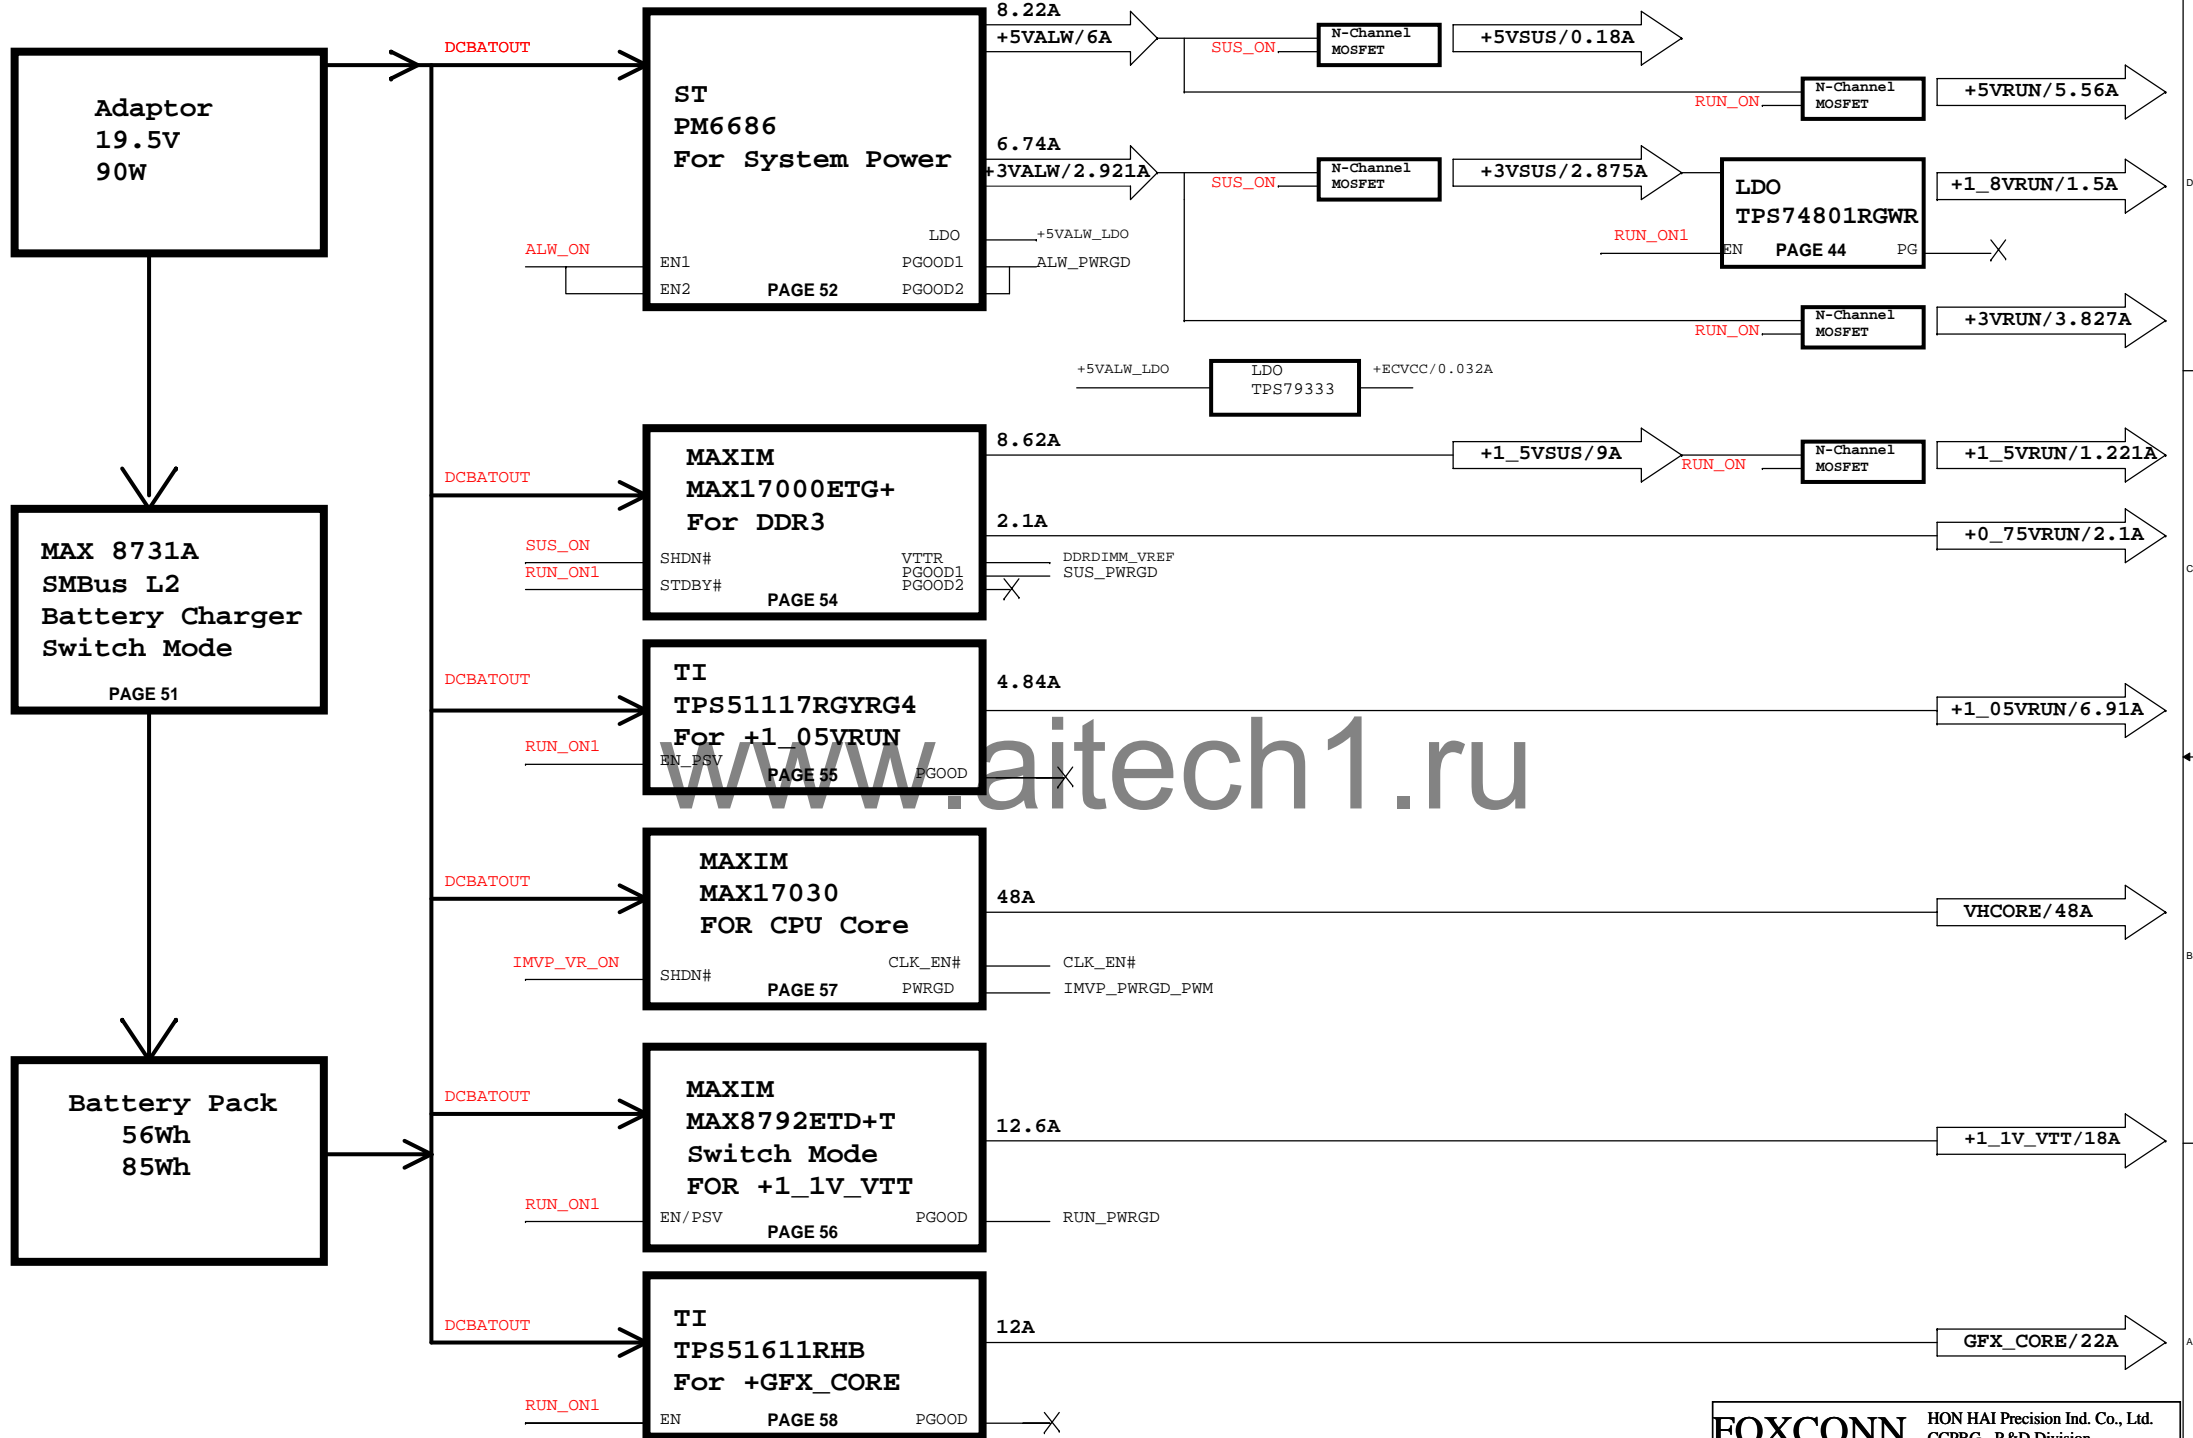 Adaptor
19.5V
90W
MAX 8731A
SMBus L2
Battery Charger
Switch Mode
PAGE 51
Battery Pack
56Wh
85Wh
DCBATOUT
ST
PM6686
For System Power
ALW_ON
EN1
EN2
PAGE 52
LDO
PGOOD1
PGOOD2
+5VALW_LDO
ALW_PWRGD
8.22A
+5VALW/6A
SUS_ON
N-Channel
MOSFET
+5VSUS/0.18A
RUN_ON
N-Channel
MOSFET
+5VRUN/5.56A
6.74A
+3VALW/2.921A
SUS_ON
N-Channel
MOSFET
+3VSUS/2.875A
LDO
TPS74801RGWR
RUN_ON1
EN
PAGE 44
PG
+1_8VRUN/1.5A
RUN_ON
N-Channel
MOSFET
+3VRUN/3.827A
+5VALW_LDO
LDO
TPS79333
+ECVCC/0.032A
DCBATOUT
MAXIM
MAX17000ETG+
For DDR3
SUS_ON
RUN_ON1
SHDN#
STDBY#
PAGE 54
VTTR
PGOOD1
PGOOD2
DDRDIMM_VREF
SUS_PWRGD
8.62A
+1_5VSUS/9A
RUN_ON
N-Channel
MOSFET
+1_5VRUN/1.221A
2.1A
+0_75VRUN/2.1A
DCBATOUT
TI
TPS51117RGYRG4
For +1_05VRUN
RUN_ON1
EN_PSV
PAGE 55
PGOOD
4.84A
+1_05VRUN/6.91A
www.aitech1.ru
DCBATOUT
MAXIM
MAX17030
FOR CPU Core
IMVP_VR_ON
SHDN#
PAGE 57
CLK_EN#
PWRGD
CLK_EN#
IMVP_PWRGD_PWM
48A
VHCORE/48A
DCBATOUT
MAXIM
MAX8792ETD+T
Switch Mode
FOR +1_1V_VTT
RUN_ON1
EN/PSV
PAGE 56
PGOOD
RUN_PWRGD
12.6A
+1_1V_VTT/18A
DCBATOUT
TI
TPS51611RHB
For +GFX_CORE
RUN_ON1
EN
PAGE 58
PGOOD
12A
GFX_CORE/22A
D
C
B
A
FOXCONN
HON HAI Precision Ind. Co., Ltd.
CCPBG - R&D Division